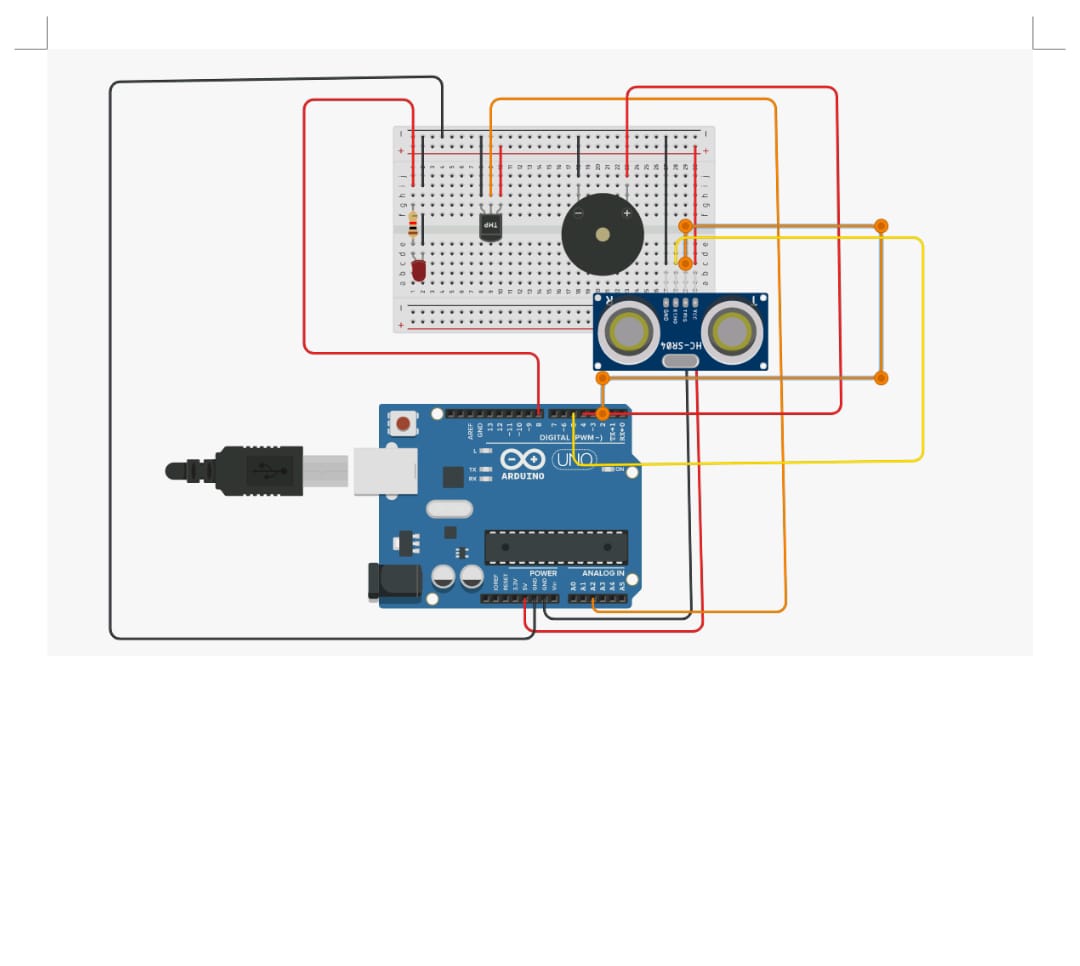 TMP
GND
ECHO
TRIG
VCC
R
T
HC-SR04
AREF
GND
13
12
~11
~10
~9
8
7
~6
4
~3
2
TX→1
RX←0
DIGITAL (PWM~)
L
TX
RX
UNO
ON
ARDUINO
POWER
ANALOG IN
IOREF
RESET
3.3V
5V
GND
GND
Vin
A0
A1
A2
A3
A4
A5